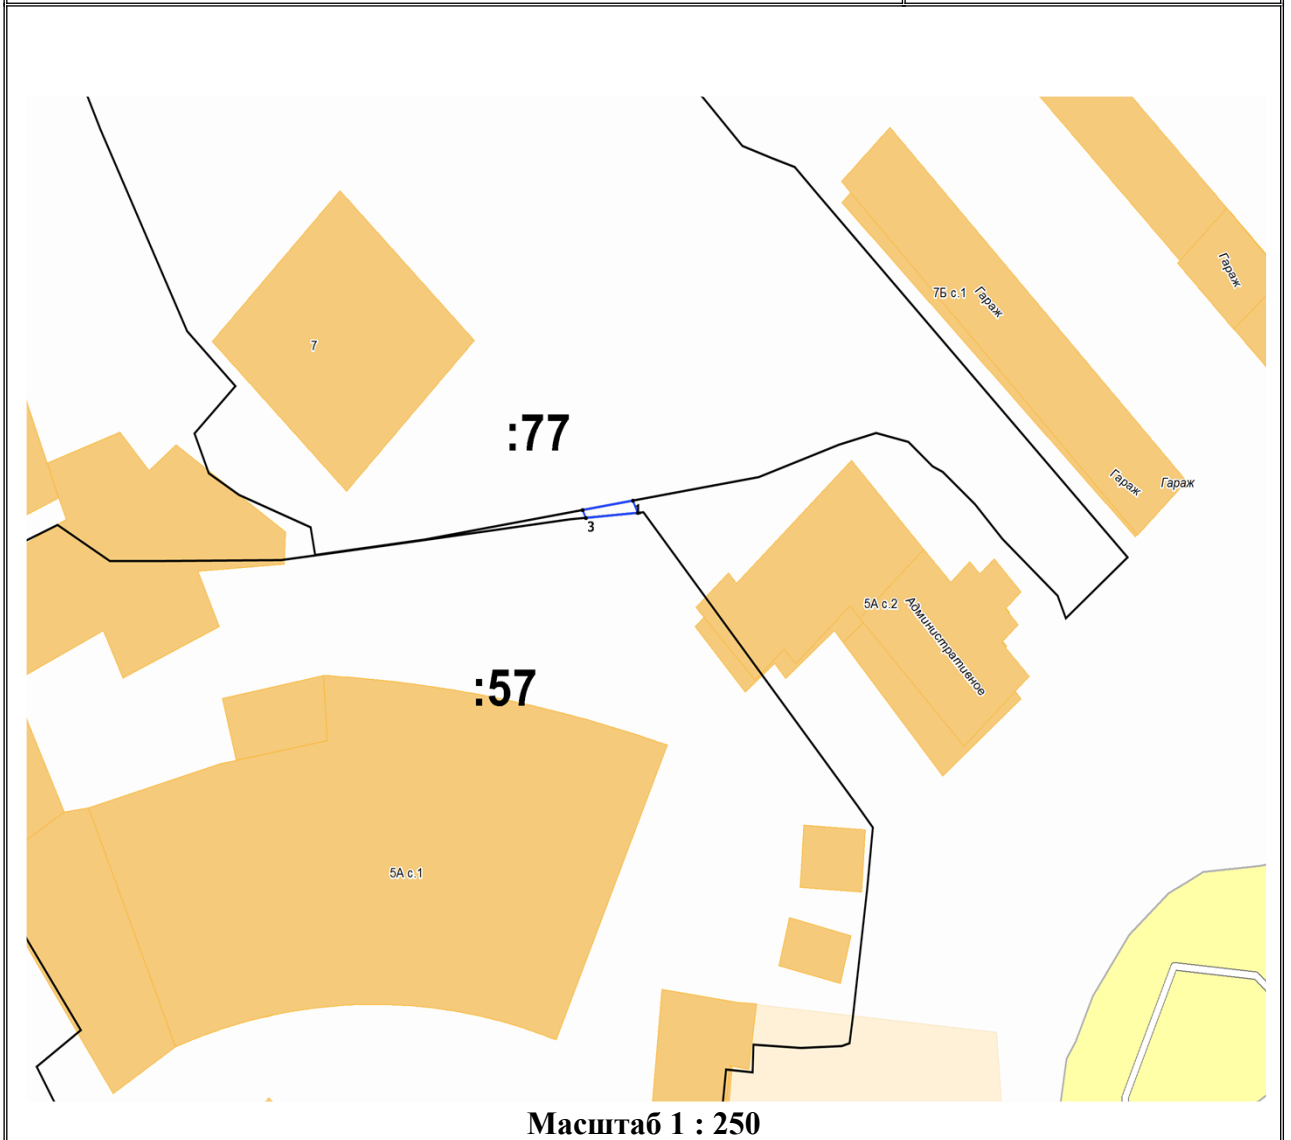 Гараж
7Б с.1
Гараж
7
:77
Гараж
Гараж
1
3
5А с.2
Административное
:57
5А с.1
Масштаб 1 : 250